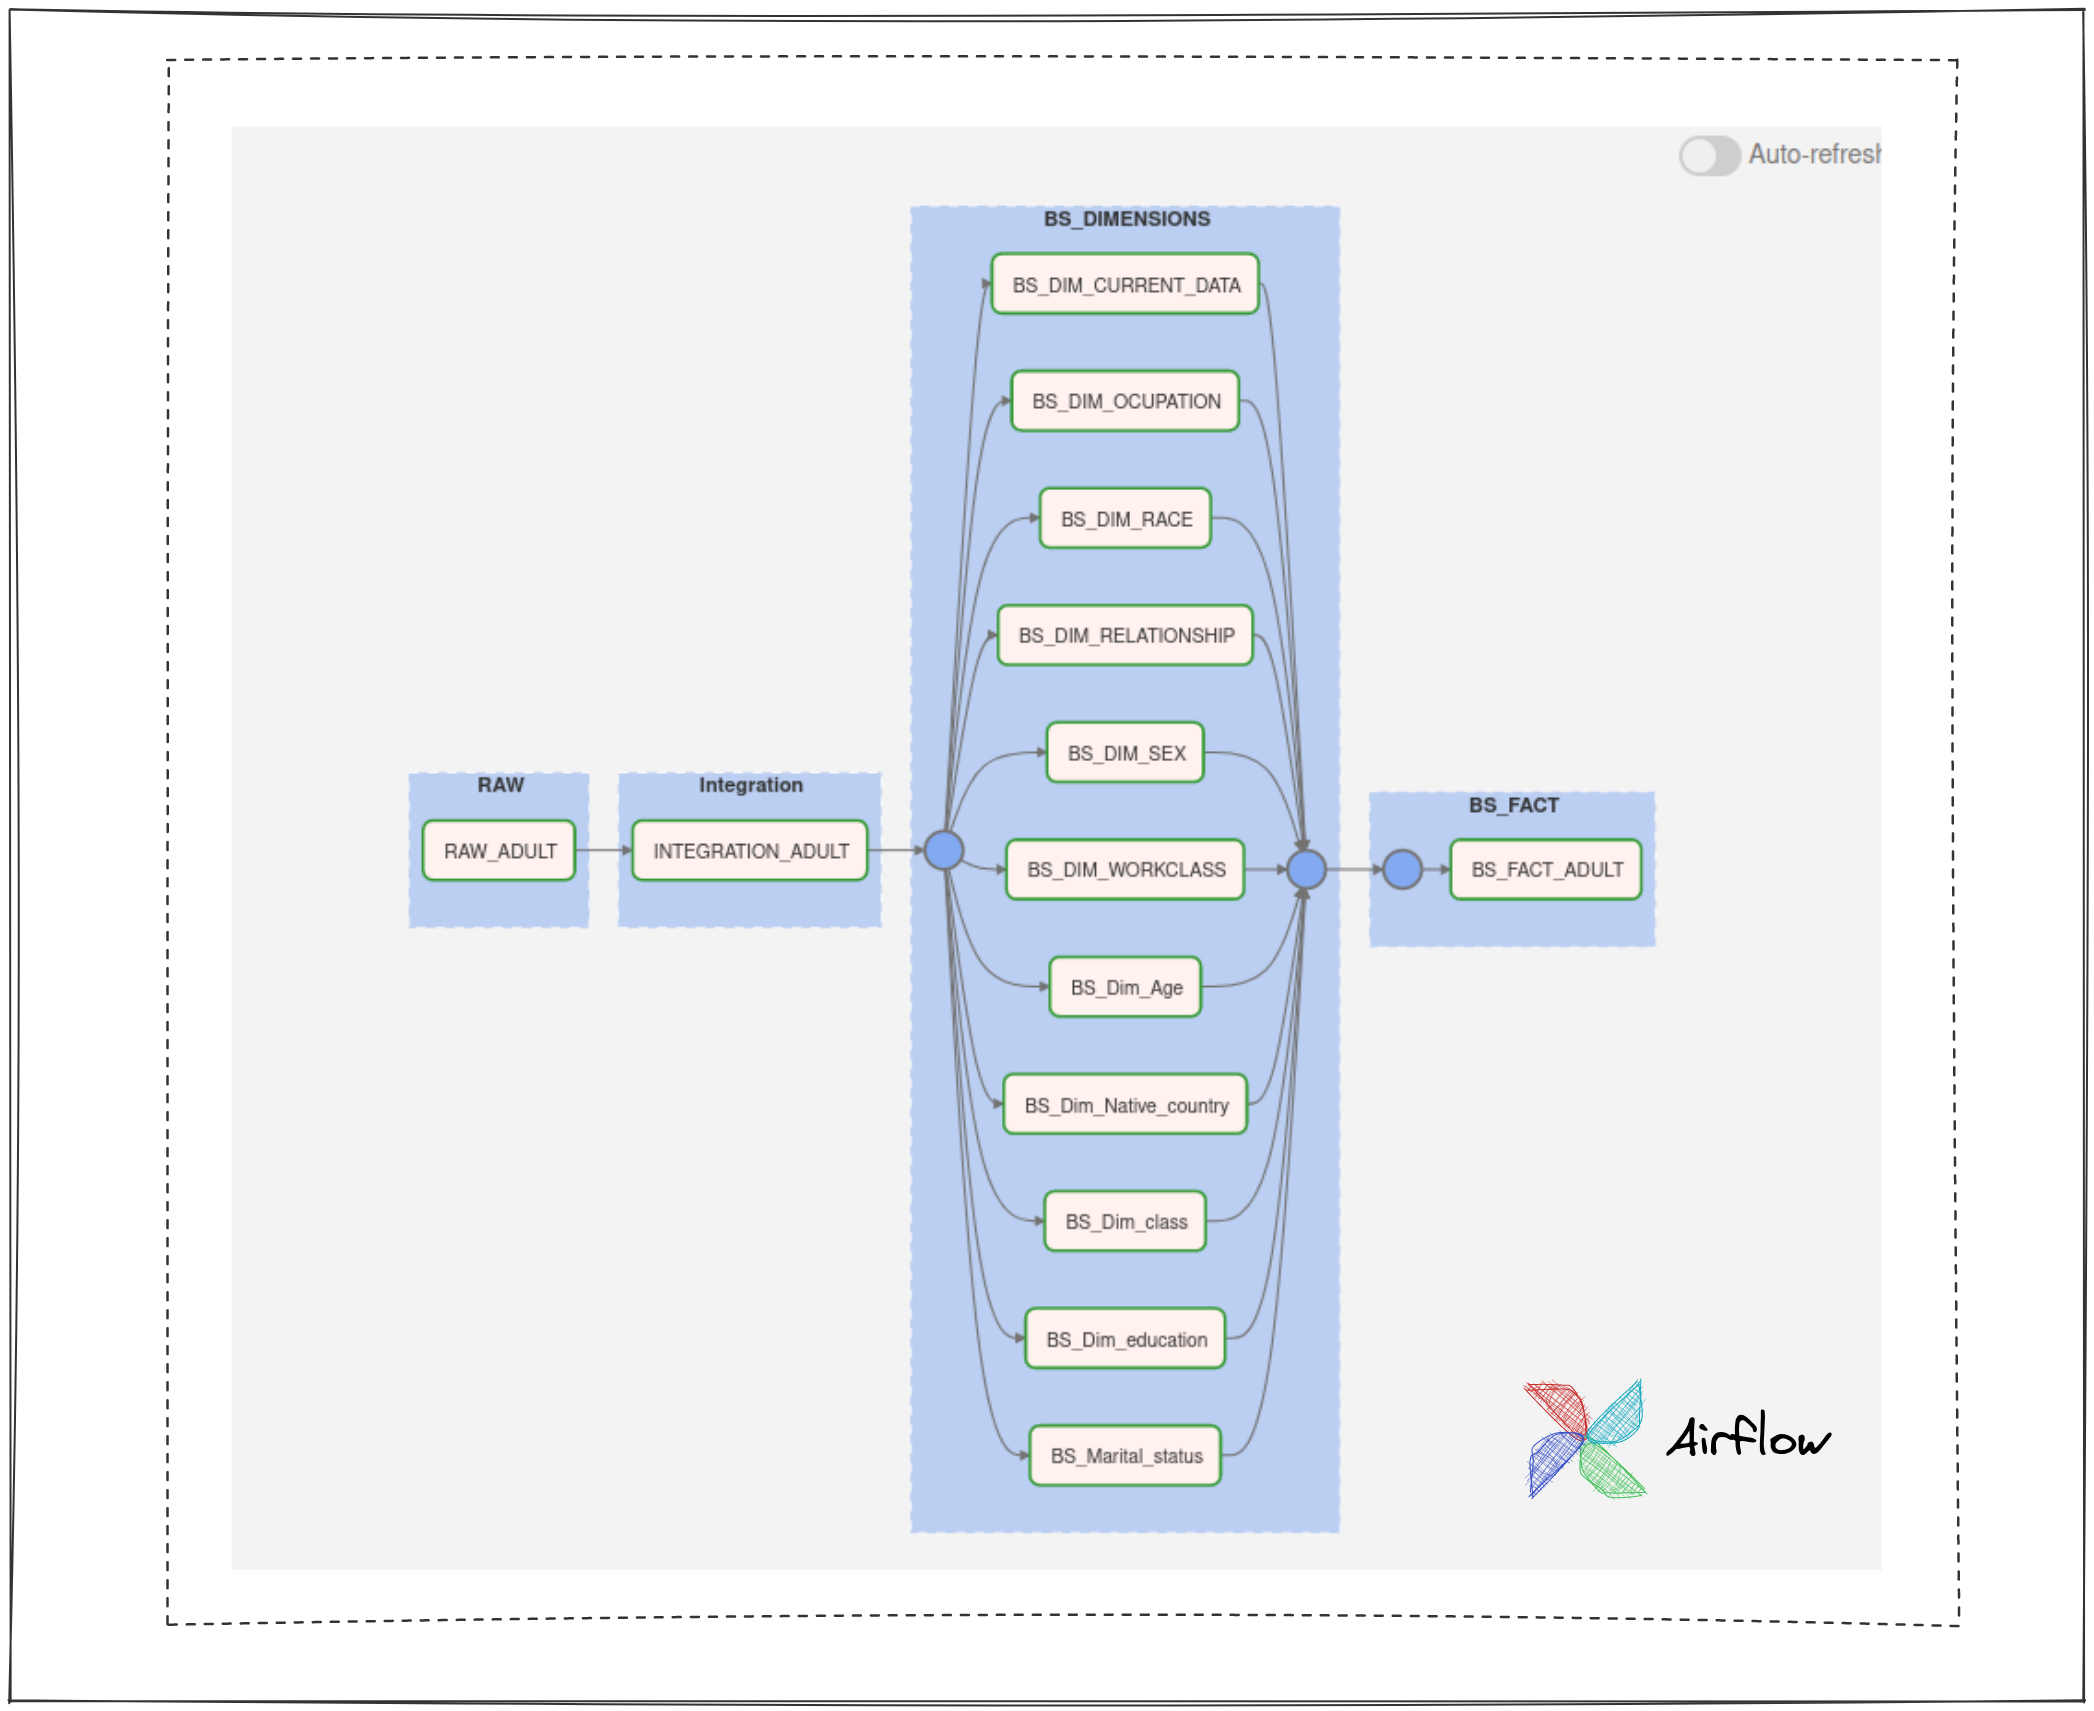 Auto-refresh
BS_DIMENSIONS
BS_DIM_CURRENT_DATA
BS_DIM_OCUPATION
BS_DIM_RACE
BS_DIM_RELATIONSHIP
BS_DIM_SEX
RAW
Integration
BS_FACT
RAW_ADULT
INTEGRATION_ADULT
BS_DIM_WORKCLASS
BS_FACT_ADULT
BS_Dim_Age
BS_Dim_Native_country
BS_Dim_class
BS_Dim_education
BS_Marital_status
Airflow